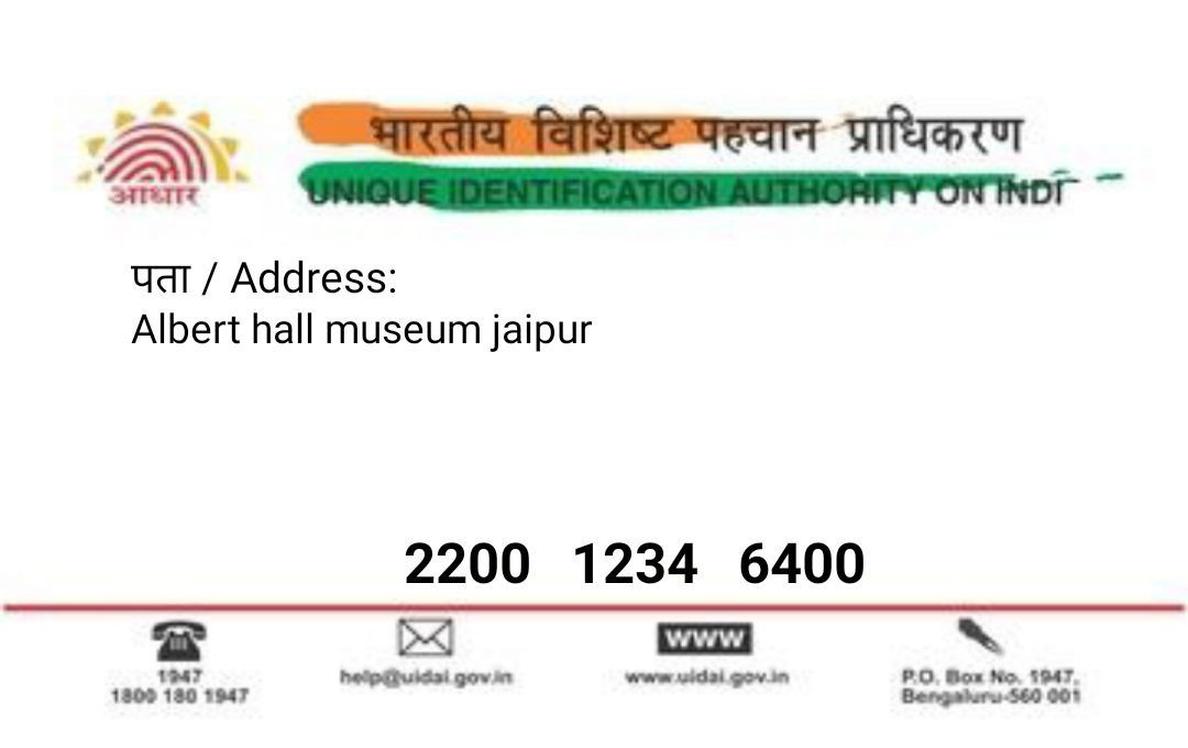 भारतीय विशिष्ट पहचान प्राधिकरण
आधार
UNIQUE IDENTIFICATION AUTHORITY ON INDI
पता / Address:
Albert hall museum jaipur
2200 1234 6400
WWW
1947
1800 180 1947
help@uidai.gov.in
www.uidai.gov.in
P.O. Box No. 1947,
Bengaluru-560 001